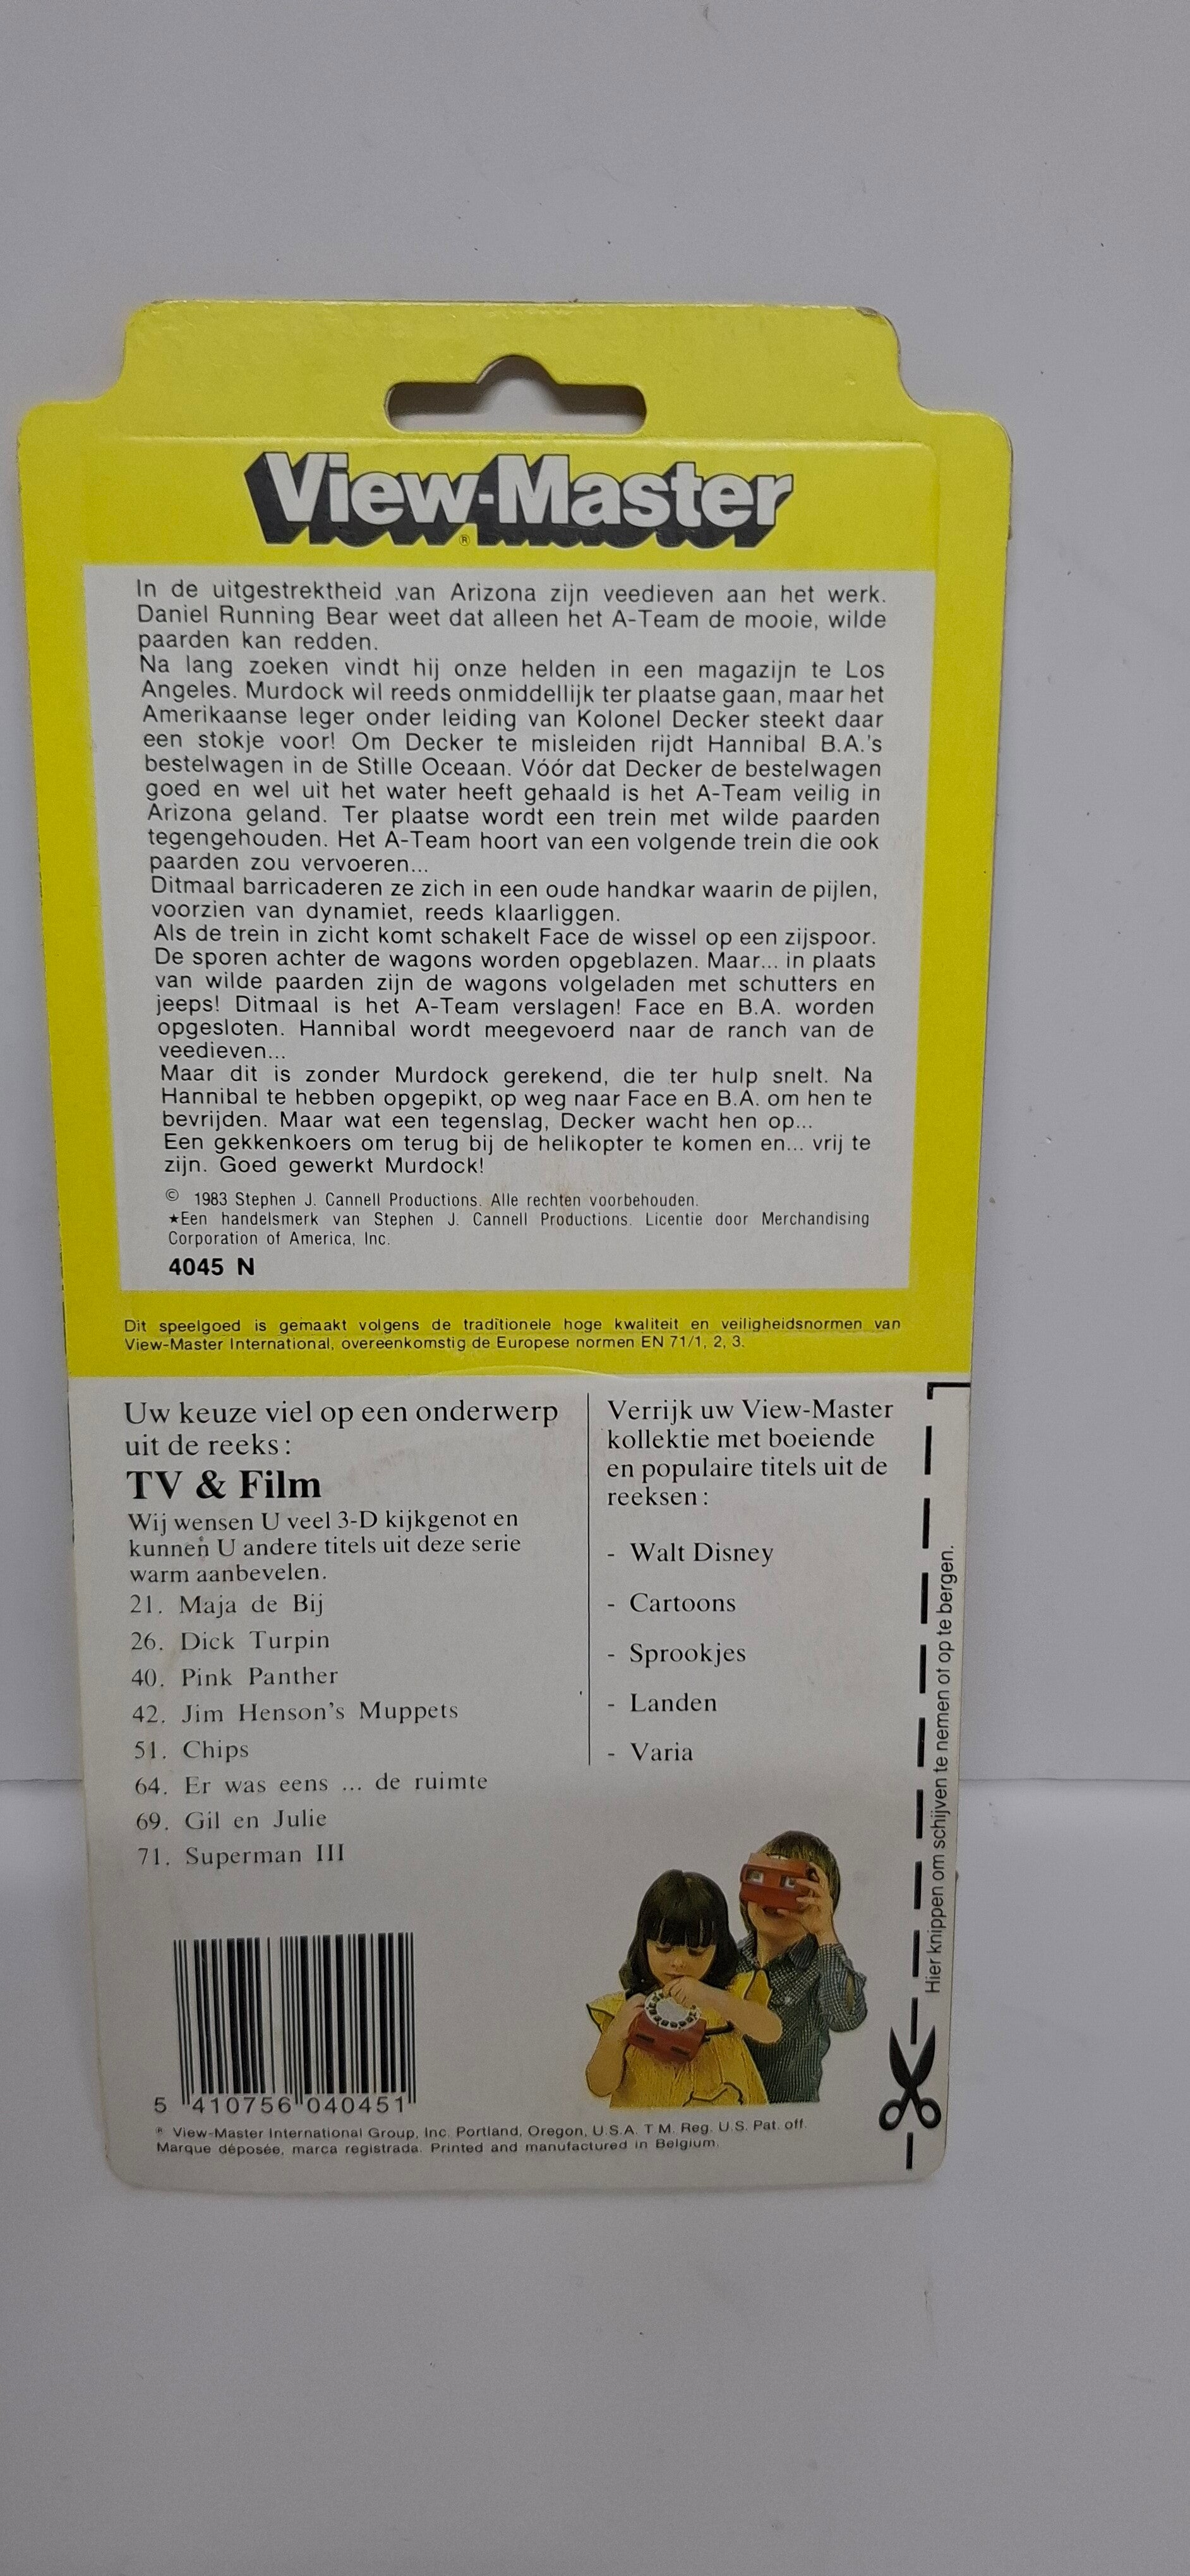 View-Master
®
In de uitgestrektheid van Arizona zijn veedieven aan het werk.
Daniel Running Bear weet dat alleen het A-Team de mooie, wilde
paarden kan redden.
Na lang zoeken vindt hij onze helden in een magazijn te Los
Angeles. Murdock wil reeds onmiddellijk ter plaatse gaan, maar het
Amerikaanse leger onder leiding van Kolonel Decker steekt daar
een stokje voor! Om Decker te misleiden rijdt Hannibal B.A.'s
bestelwagen in de Stille Oceaan. Vóór dat Decker de bestelwagen
goed en wel uit het water heeft gehaald is het A-Team veilig in
Arizona geland. Ter plaatse wordt een trein met wilde paarden
tegengehouden. Het A-Team hoort van een volgende trein die ook
paarden zou vervoeren...
Ditmaal barricaderen ze zich in een oude handkar waarin de pijlen,
voorzien van dynamiet, reeds klaarliggen.
Als de trein in zicht komt schakelt Face de wissel op een zijspoor.
De sporen achter de wagons worden opgeblazen. Maar... in plaats
van wilde paarden zijn de wagons volgeladen met schutters en
jeeps! Ditmaal is het A-Team verslagen! Face en B.A. worden
opgesloten. Hannibal wordt meegevoerd naar de ranch van de
veedieven...
Maar dit is zonder Murdock gerekend, die ter hulp snelt. Na
Hannibal te hebben opgepikt, op weg naar Face en B.A. om hen te
bevrijden. Maar wat een tegenslag, Decker wacht hen op...
Een gekkenkoers om terug bij de helikopter te komen en... vrij te
zijn. Goed gewerkt Murdock!
© 1983 Stephen J. Cannell Productions. Alle rechten voorbehouden.
★Een handelsmerk van Stephen J. Cannell Productions. Licentie door Merchandising
Corporation of America, Inc.
4045 N
Dit speelgoed is gemaakt volgens de traditionele hoge kwaliteit en veiligheidsnormen van
View-Master International, overeenkomstig de Europese normen EN 71/1, 2, 3.
Uw keuze viel op een onderwerp
uit de reeks:
TV & Film
Wij wensen U veel 3-D kijkgenot en
kunnen U andere titels uit deze serie
warm aanbevelen.
21. Maja de Bij
26. Dick Turpin
40. Pink Panther
42. Jim Henson's Muppets
51. Chips
64. Er was eens ... de ruimte
69. Gil en Julie
71. Superman III
Verrijk uw View-Master
kollektie met boeiende
en populaire titels uit de
reeksen:
- Walt Disney
- Cartoons
- Sprookjes
- Landen
- Varia
Hier knippen om schijven te nemen of op te bergen.
5 410756 040451
® View-Master International Group, Inc. Portland, Oregon, U.S.A. T.M. Reg. U.S. Pat. off.
Marque déposée, marca registrada. Printed and manufactured in Belgium.